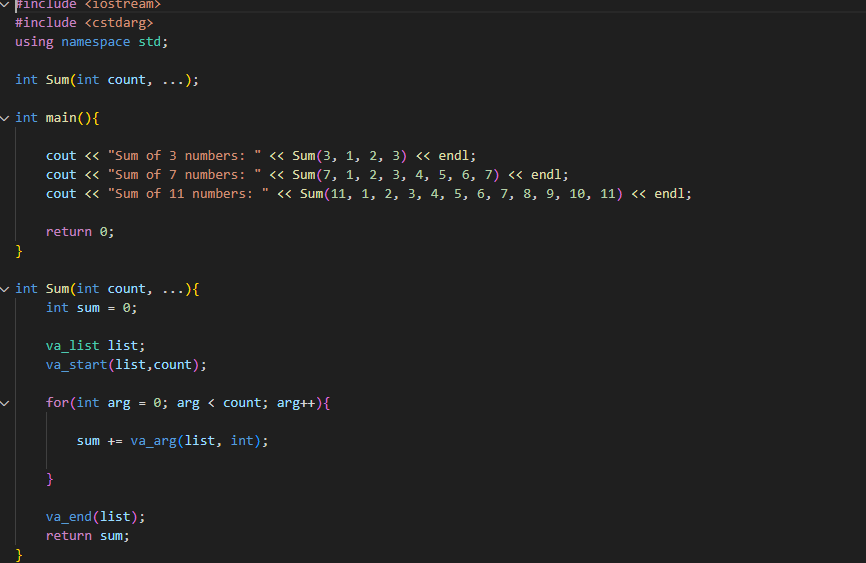 #include <iostream>
#include <cstdarg>
using namespace std;
int Sum(int count, ...);
int main(){
cout << "Sum of 3 numbers: " << Sum(3, 1, 2, 3) << endl;
cout << "Sum of 7 numbers: " << Sum(7, 1, 2, 3, 4, 5, 6, 7) << endl;
cout << "Sum of 11 numbers: " << Sum(11, 1, 2, 3, 4, 5, 6, 7, 8, 9, 10, 11) << endl;
return 0;
}
int Sum(int count, ...){
int sum = 0;
va_list list;
va_start(list,count);
for(int arg = 0; arg < count; arg++){
sum += va_arg(list, int);
}
va_end(list);
return sum;
}